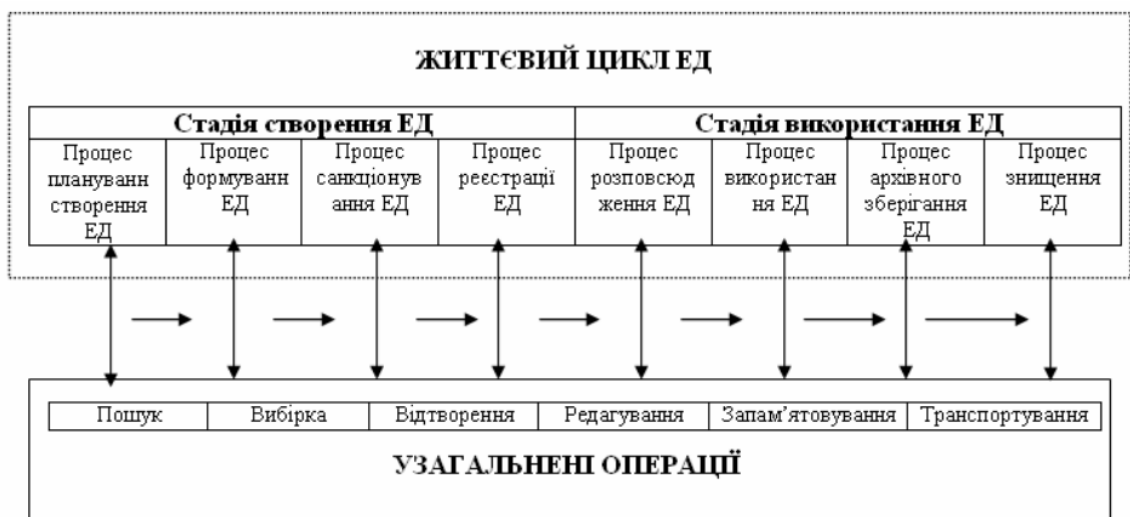 ЖИТТЄВИЙ ЦИКЛ ЕД
Стадія створення ЕД
Стадія використання ЕД
Процес
плануванн
створення
ЕД
Процес
формуванн
ЕД
Процес
санкціонув
ання ЕД
Процес
реєстрації
ЕД
Процес
розповсюд
ження ЕД
Процес
використан
ня ЕД
Процес
архівного
зберігання
ЕД
Процес
знищення
ЕД
Пошук
Вибірка
Відтворення
Редагування
Запам’ятовування
Транспортування
УЗАГАЛЬНЕНІ ОПЕРАЦІЇ